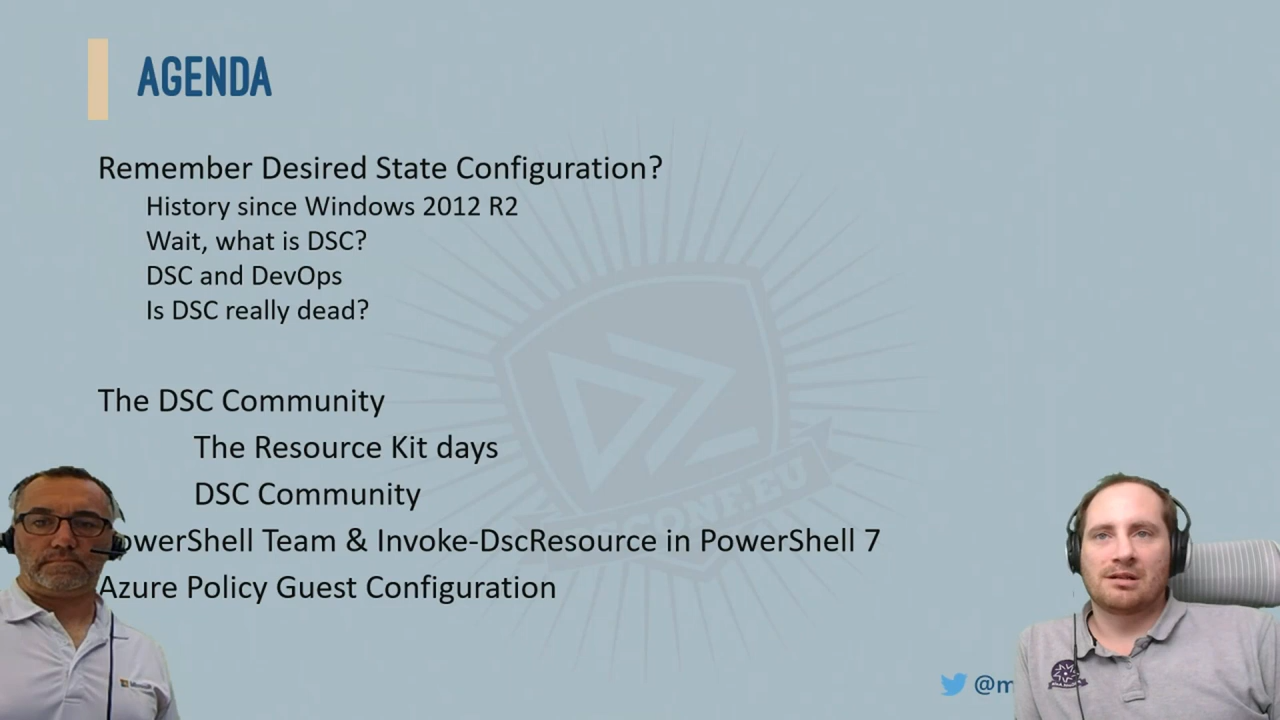 AGENDA
Remember Desired State Configuration?
History since Windows 2012 R2
Wait, what is DSC?
DSC and DevOps
Is DSC really dead?
The DSC Community
The Resource Kit days
DSC Community
owerShell Team & Invoke-DscResource in PowerShell 7
Azure Policy Guest Configuration
@m